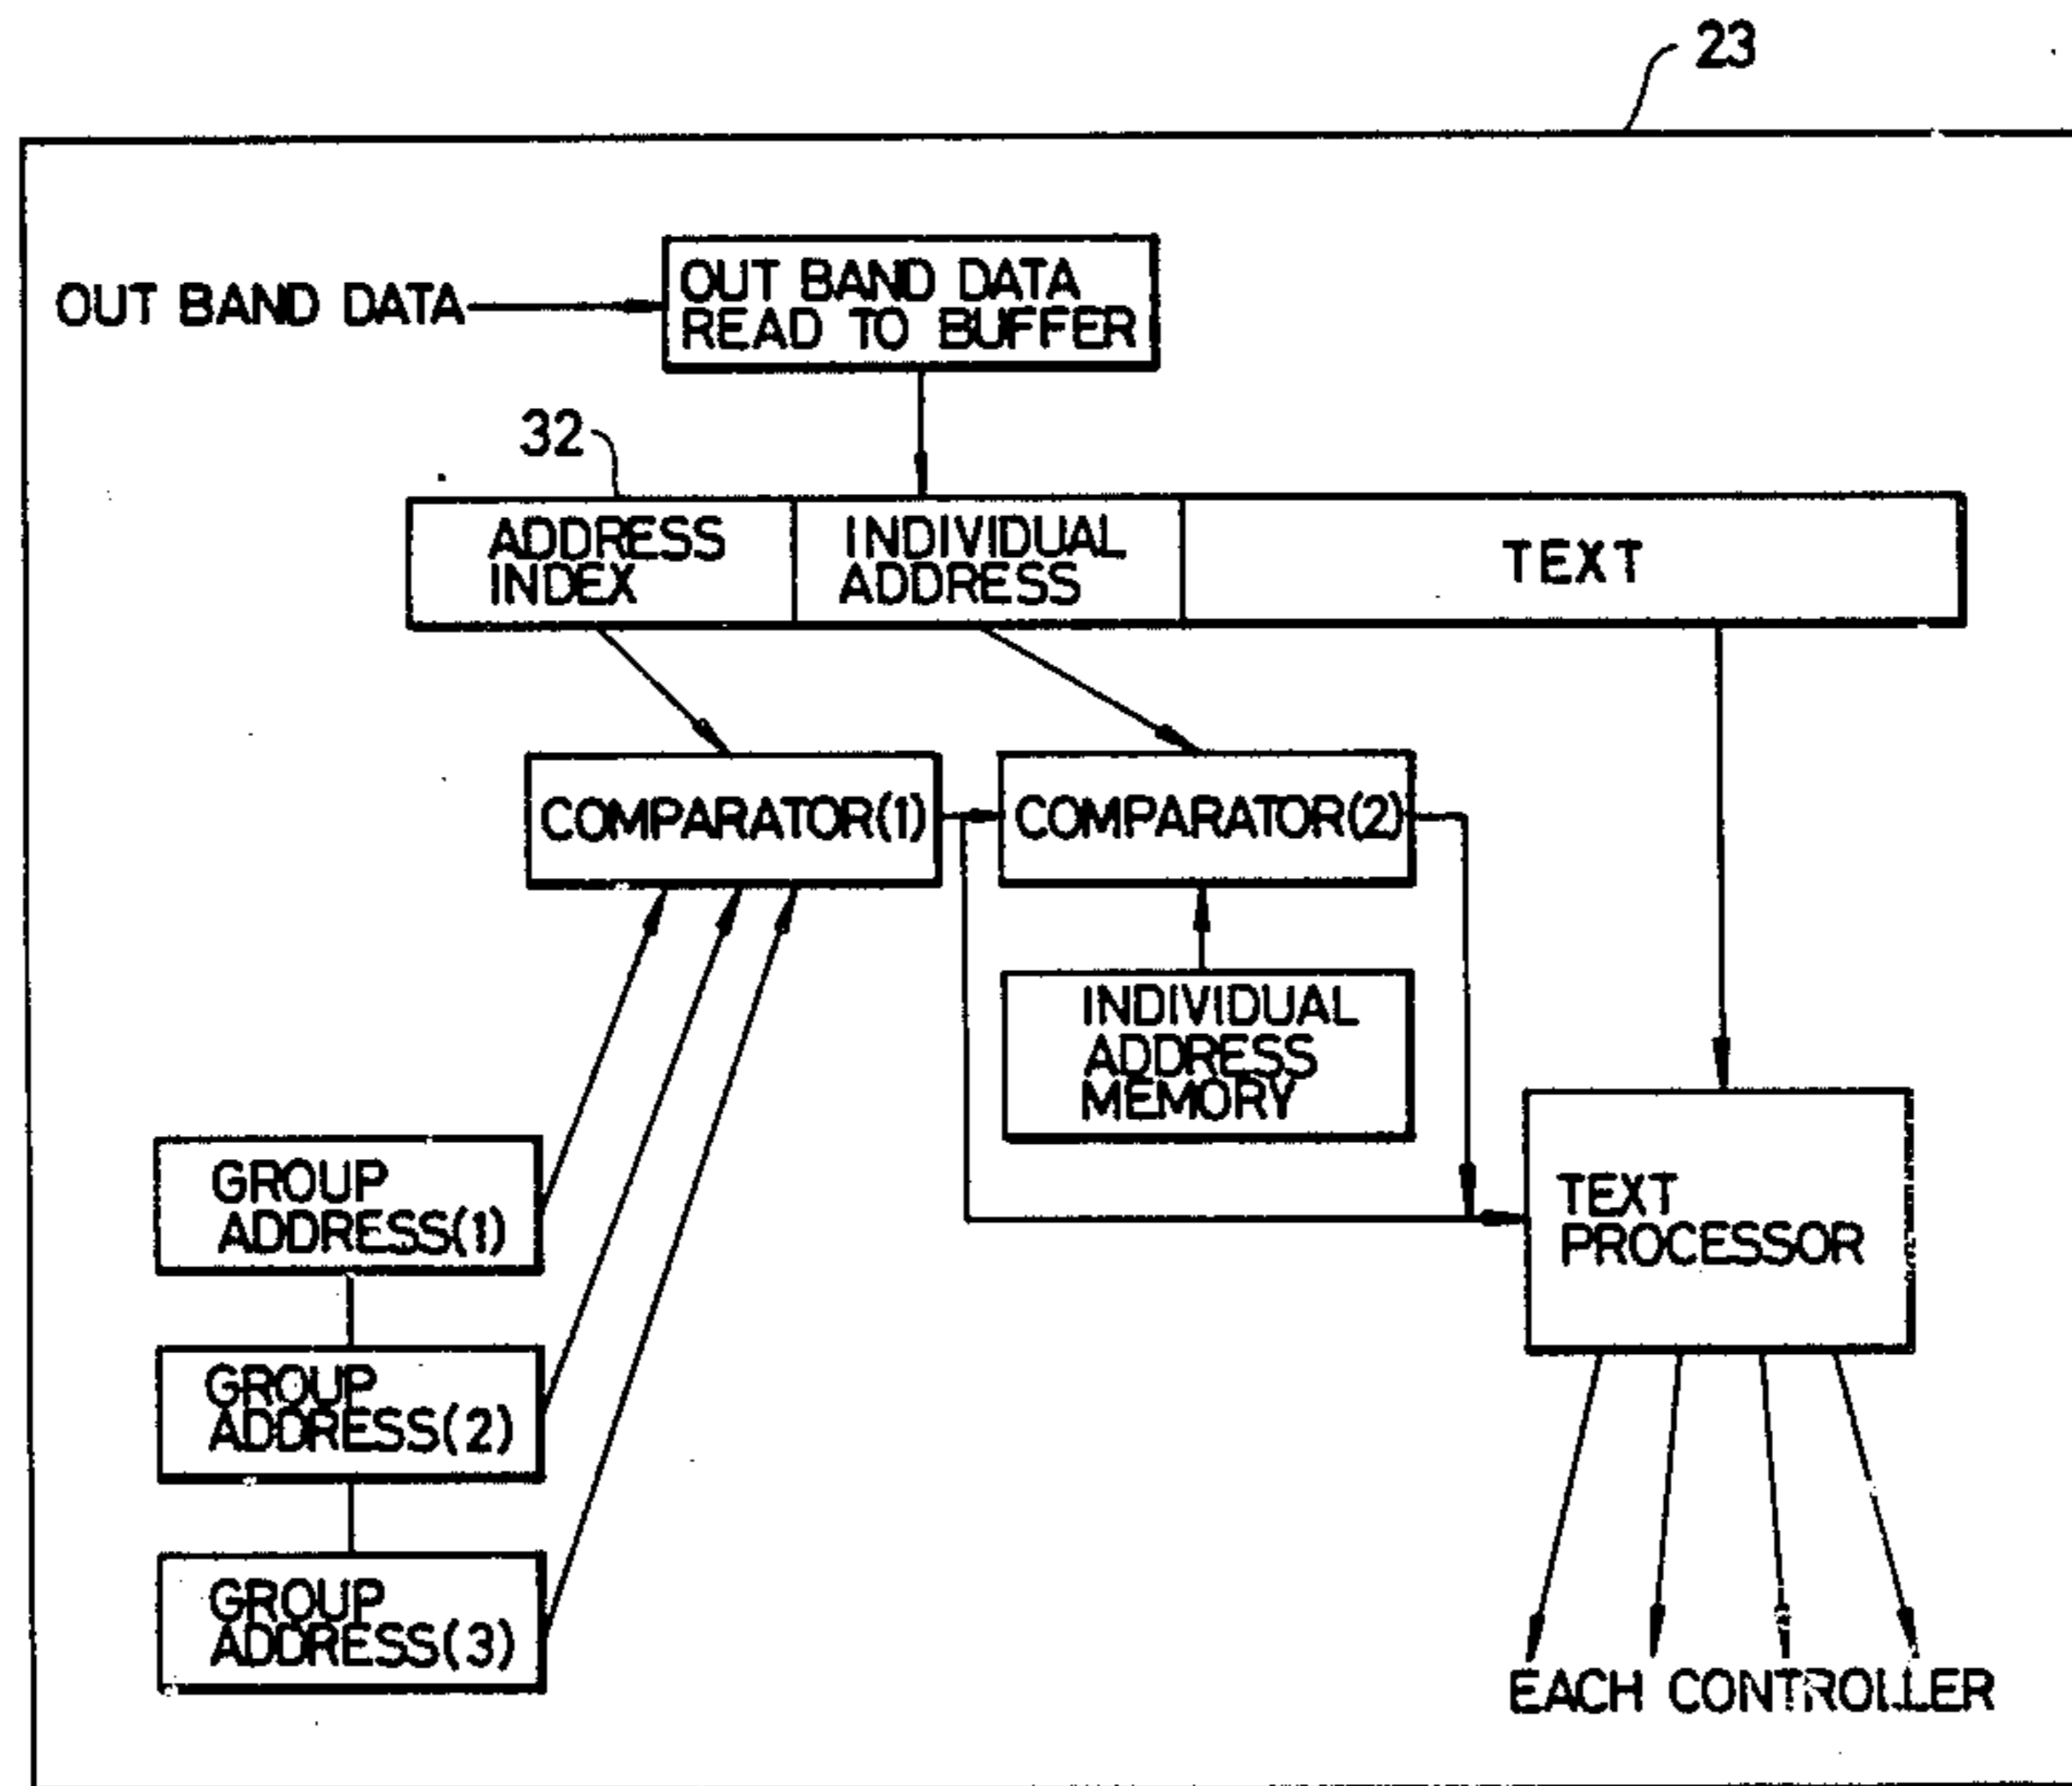 23
OUT BAND DATA
OUT BAND DATA
READ TO BUFFER
32
ADDRESS
INDEX
INDIVIDUAL
ADDRESS
TEXT
COMPARATOR(1)
COMPARATOR(2)
INDIVIDUAL
ADDRESS
MEMORY
GROUP
ADDRESS(1)
TEXT
PROCESSOR
GROUP
ADDRESS(2)
GROUP
ADDRESS(3)
EACH CONTROLLER